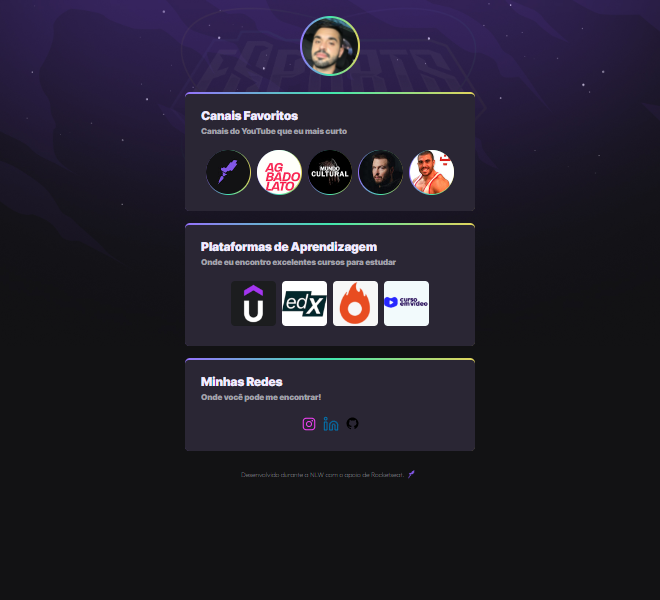 ESPORTS
Canais Favoritos
Canais do YouTube que eu mais curto
AG
BADO
LATO
MUNDO
CULTURAL
Plataformas de Aprendizagem
Onde eu encontro excelentes cursos para estudar
edX
curso
emvídeo
Minhas Redes
Onde você pode me encontrar!
in
Desenvolvido durante a NLW com o apoio da Rocketseat.